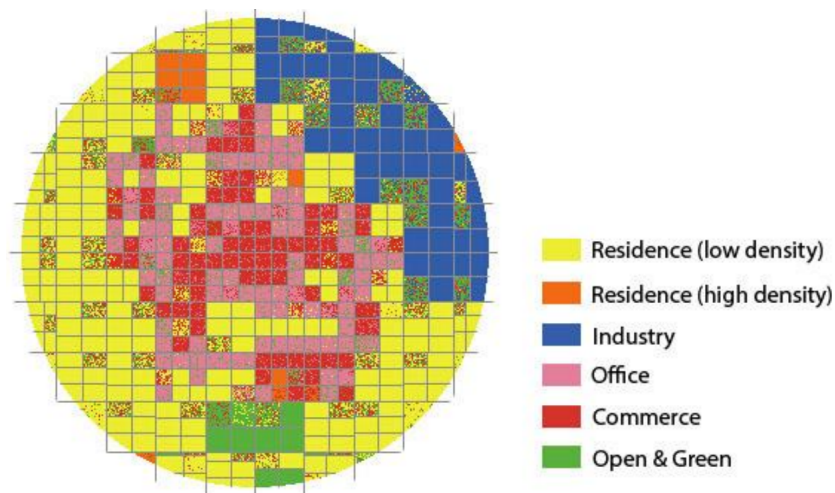 Residence (low density)
Residence (high density)
Industry
Office
Commerce
Open & Green